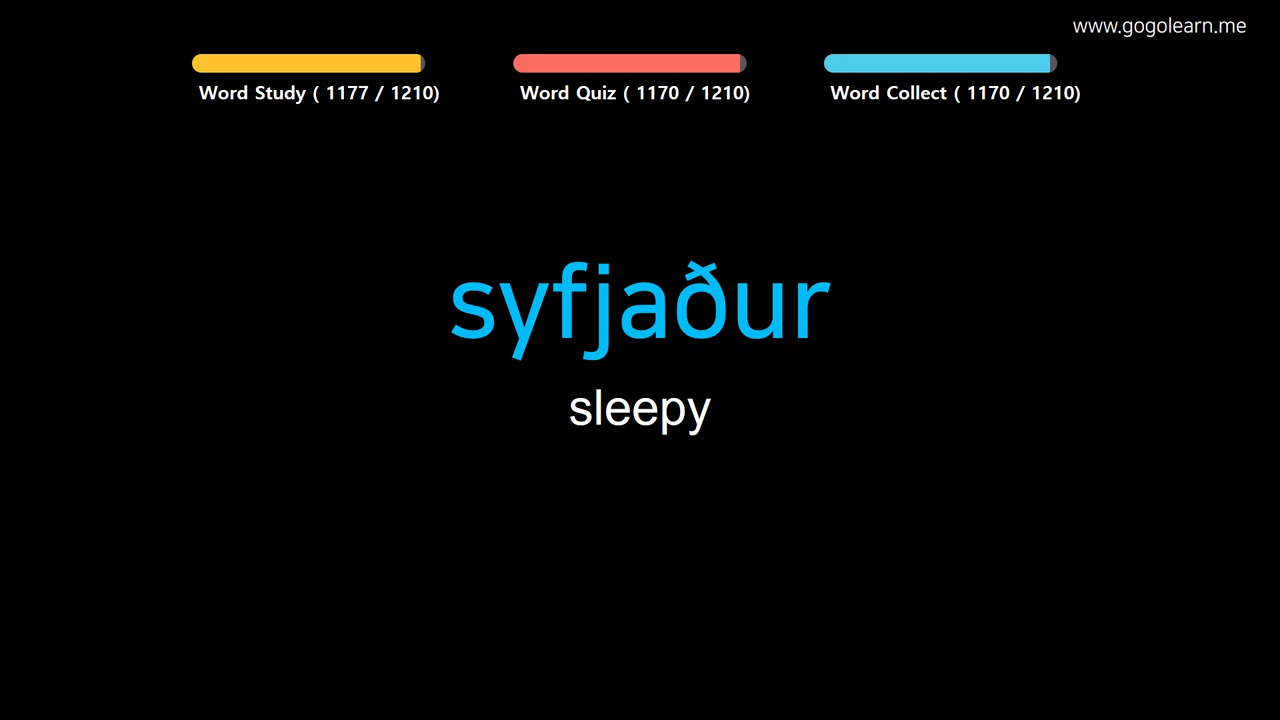 www.gogolearn.me
Word Study ( 1177 / 1210)
Word Quiz ( 1170 / 1210)
Word Collect ( 1170 / 1210)
syfjaður
sleepy